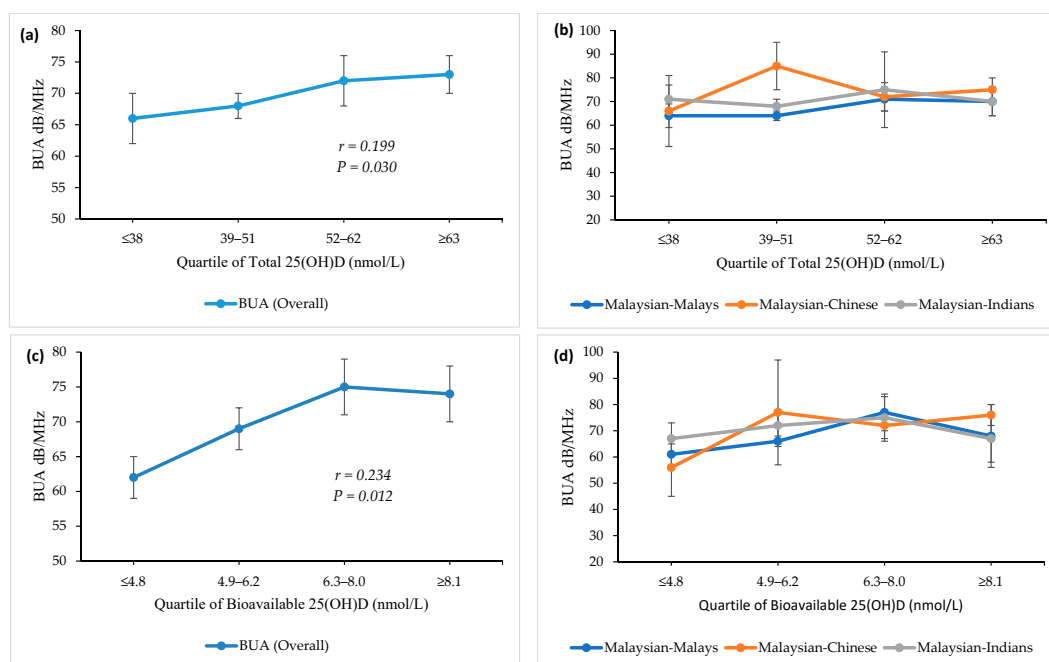 (a)
80
75
70
65
60
55
50
BUA dB/MHz
r = 0.199
P = 0.030
≤38 39–51 52–62 ≥63
Quartile of Total 25(OH)D (nmol/L)
BUA (Overall)
(b)
100
90
80
70
60
50
40
30
20
BUA dB/MHz
≤38 39–51 52–62 ≥63
Quartile of Total 25(OH)D (nmol/L)
Malaysian-Malays Malaysian-Chinese Malaysian-Indians
(c)
80
75
70
65
60
55
50
BUA dB/MHz
r = 0.234
P = 0.012
≤4.8 4.9–6.2 6.3–8.0 ≥8.1
Quartile of Bioavailable 25(OH)D (nmol/L)
BUA (Overall)
(d)
100
90
80
70
60
50
40
30
20
BUA dB/MHz
≤4.8 4.9–6.2 6.3–8.0 ≥8.1
Quartile of Bioavailable 25(OH)D (nmol/L)
Malaysian-Malays Malaysian-Chinese Malaysian-Indians